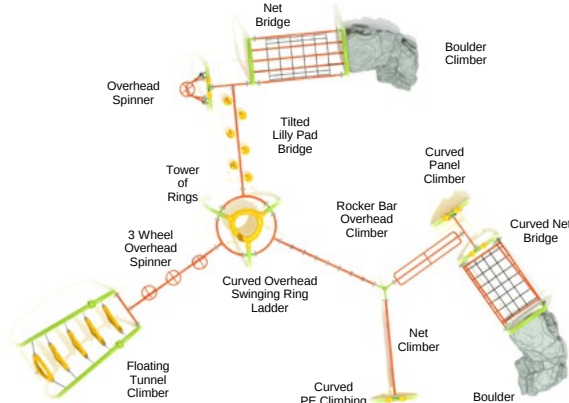 Net
Bridge
Boulder
Climber
Overhead
Spinner
Tilted
Lilly Pad
Bridge
Curved
Panel
Climber
Tower
of
Rings
Rocker Bar
Overhead
Climber
Curved Net
Bridge
3 Wheel
Overhead
Spinner
Curved Overhead
Swinging Ring
Ladder
Net
Climber
Floating
Tunnel
Climber
Curved
PE Climbing
Boulder